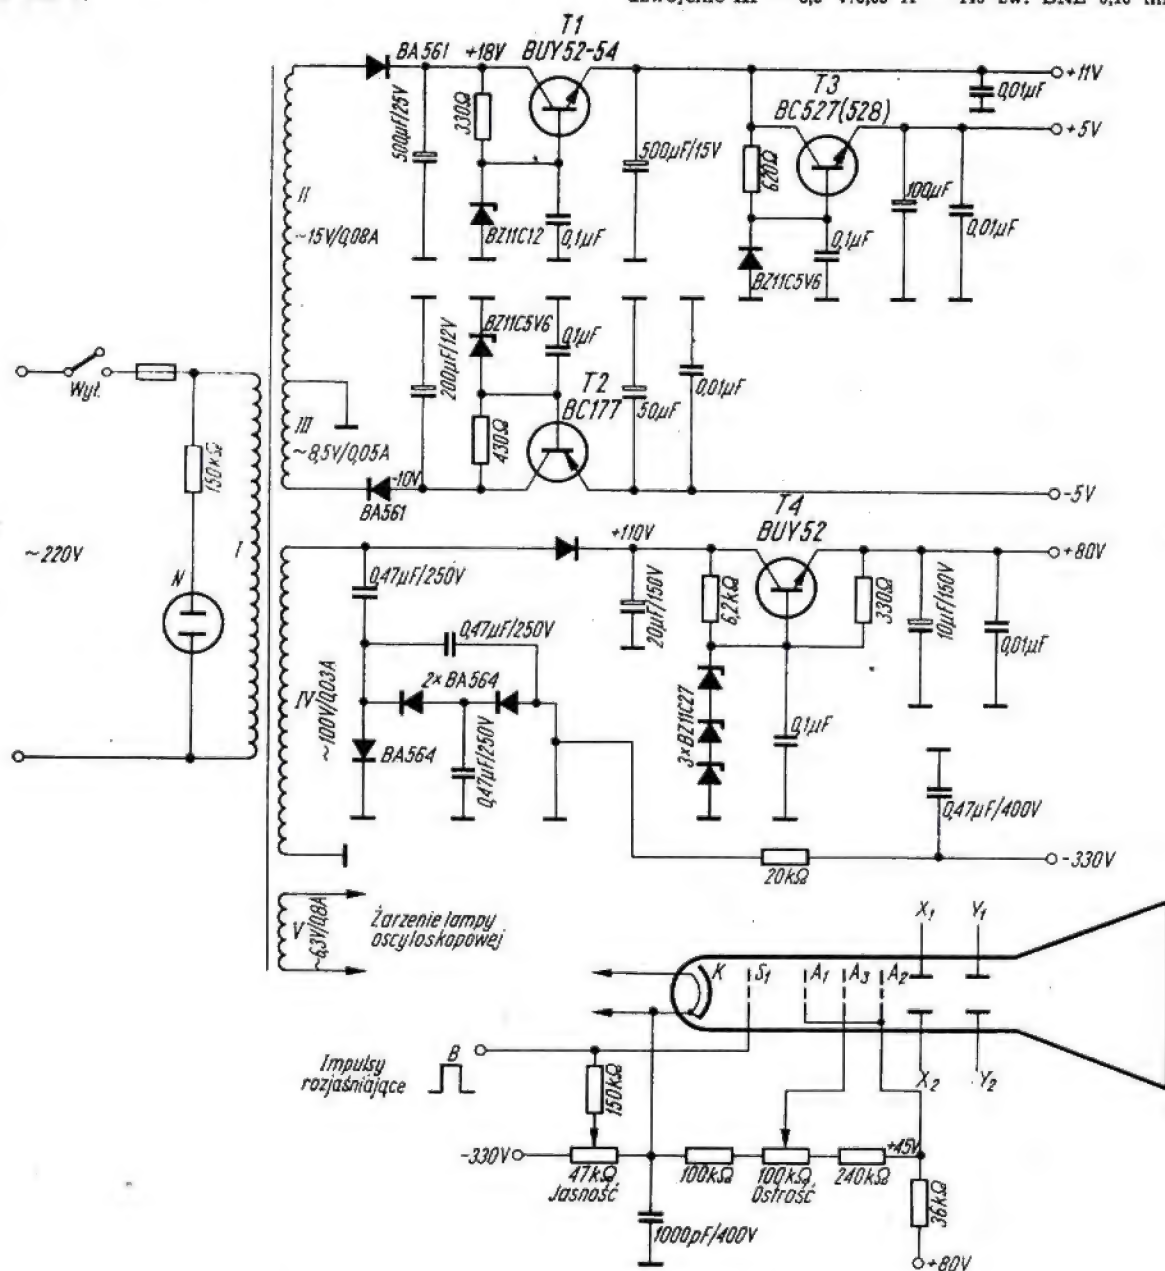 T1
BUY52-54
BA561
+18V
+11V
500µF/25V
330Ω
T3
BC527(528)
0,01µF
+5V
II
500µF/15V
620Ω
100µF
~15V/0,08A
BZ11C12
0,1µF
0,1µF
0,01µF
BZ11C5V6
200µF/12V
BZ11C5V6
0,1µF
T2
BC177
50µF
0,01µF
Wył.
III
~8,5V/0,05A
430Ω
150kΩ
-10V
BA561
-5V
T4
BUY52
~220V
I
+110V
+80V
N
0,47µF/250V
20µF/150V
6,2kΩ
330Ω
10µF/150V
0,01µF
0,47µF/250V
2×BA564
IV
~100V/0,03A
3×BZ11C27
0,1µF
BA564
0,47µF/250V
0,47µF/400V
20kΩ
-330V
V
~6,3V/0,8A
Żarzenie lampy
oscyloskopowej
X1 Y1
K S1 A1 A3 A2
Impulsy
rozjaśniające
B
X2 Y2
150kΩ
-330V
47kΩ
Jasność
100kΩ
100kΩ
Ostrość
240kΩ
+45V
36kΩ
1000pF/400V
+80V